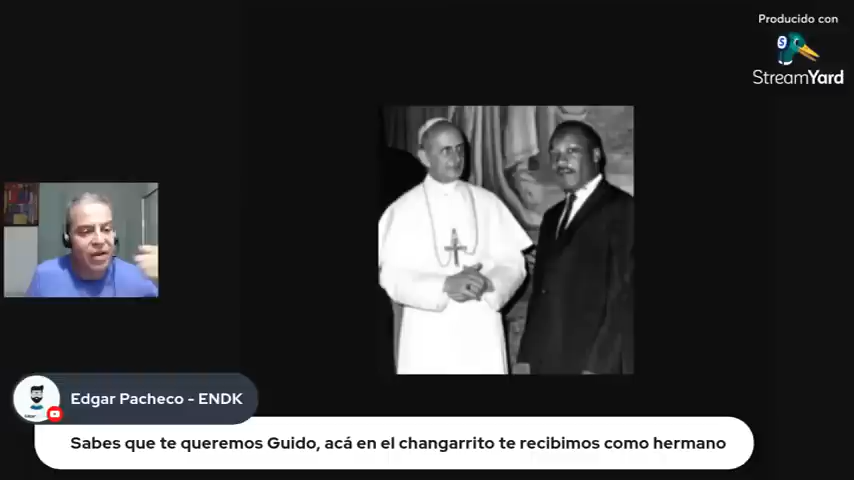 Producido con
StreamYard
Edgar Pacheco - ENDK
Sabes que te queremos Guido, acá en el changarrito te recibimos como hermano